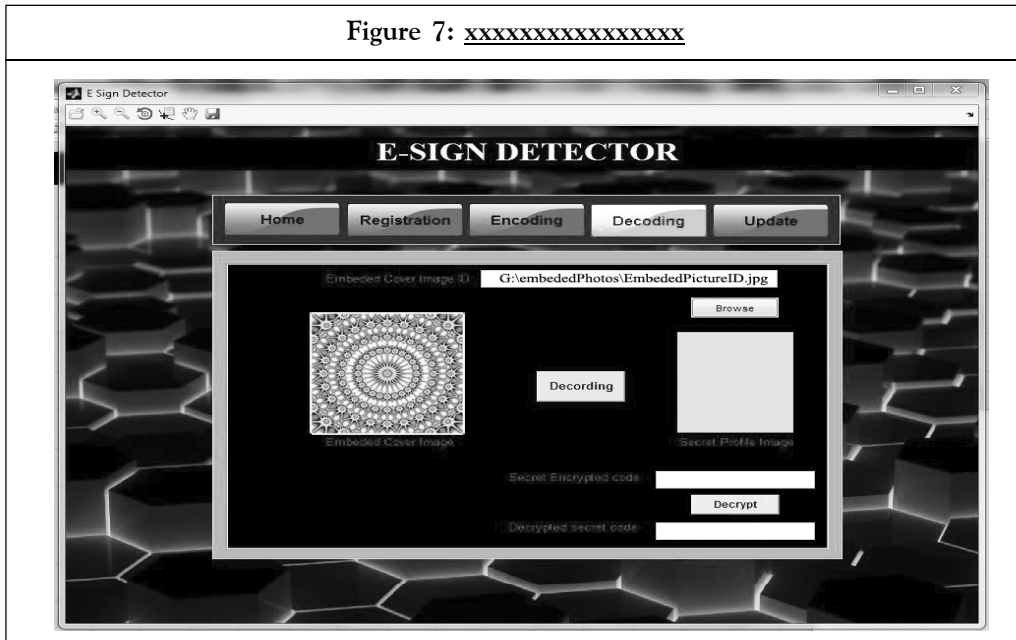 Figure 7: xxxxxxxxxxxxxxxx
E Sign Detector
E-SIGN DETECTOR
Home Registration Encoding Decoding Update
Embeded Cover Image ID G:\embededPhotos\EmbededPictureID.jpg
Browse
Decording
Embeded Cover Image Secret Profile Image
Secret Encrypted code
Decrypt
Decrypted secret code